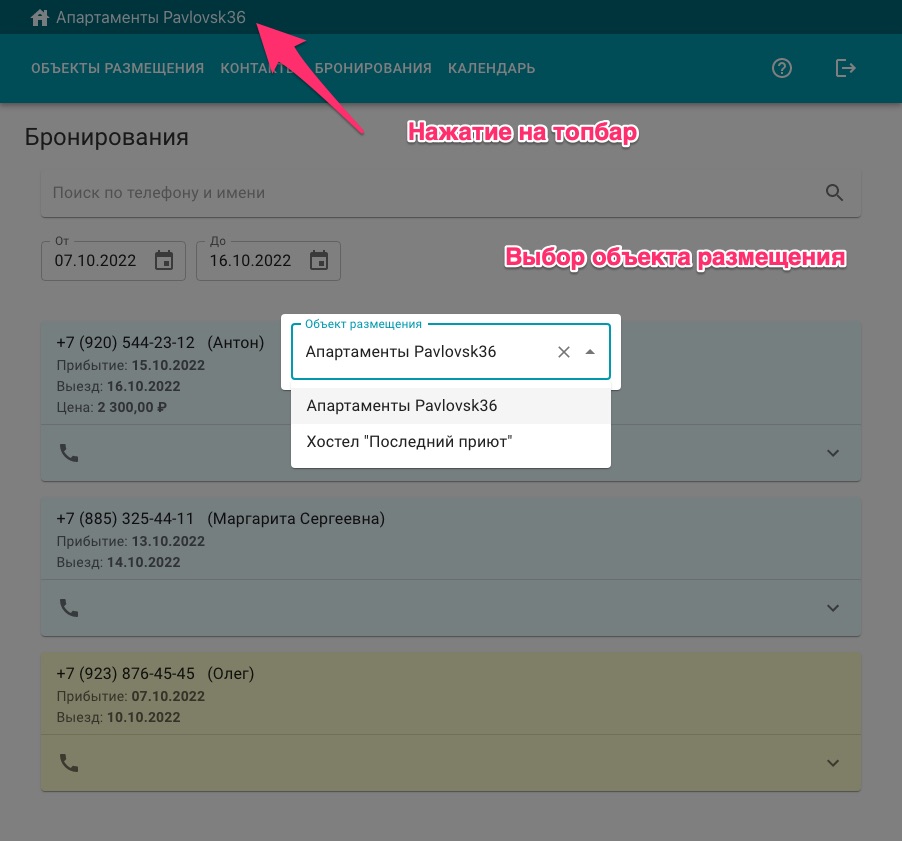 Апартаменты Pavlovsk36
ОБЪЕКТЫ РАЗМЕЩЕНИЯ КОНТАКТЫ БРОНИРОВАНИЯ КАЛЕНДАРЬ
Нажатие на топбар
Бронирования
Поиск по телефону и имени
От
07.10.2022
До
16.10.2022
Выбор объекта размещения
Объект размещения
Апартаменты Pavlovsk36
Апартаменты Pavlovsk36
Хостел "Последний приют"
+7 (920) 544-23-12 (Антон)
Прибытие: 15.10.2022
Выезд: 16.10.2022
Цена: 2 300,00 ₽
+7 (885) 325-44-11 (Маргарита Сергеевна)
Прибытие: 13.10.2022
Выезд: 14.10.2022
+7 (923) 876-45-45 (Олег)
Прибытие: 07.10.2022
Выезд: 10.10.2022